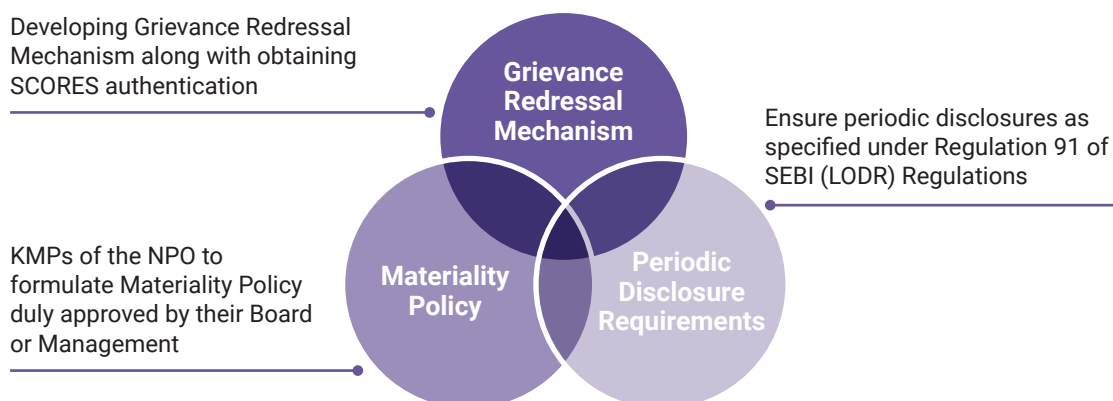 Developing Grievance Redressal
Mechanism along with obtaining
SCORES authentication
Grievance
Redressal
Mechanism
Ensure periodic disclosures as
specified under Regulation 91 of
SEBI (LODR) Regulations
KMPs of the NPO to
formulate Materiality Policy
duly approved by their Board
or Management
Materiality
Policy
Periodic
Disclosure
Requirements